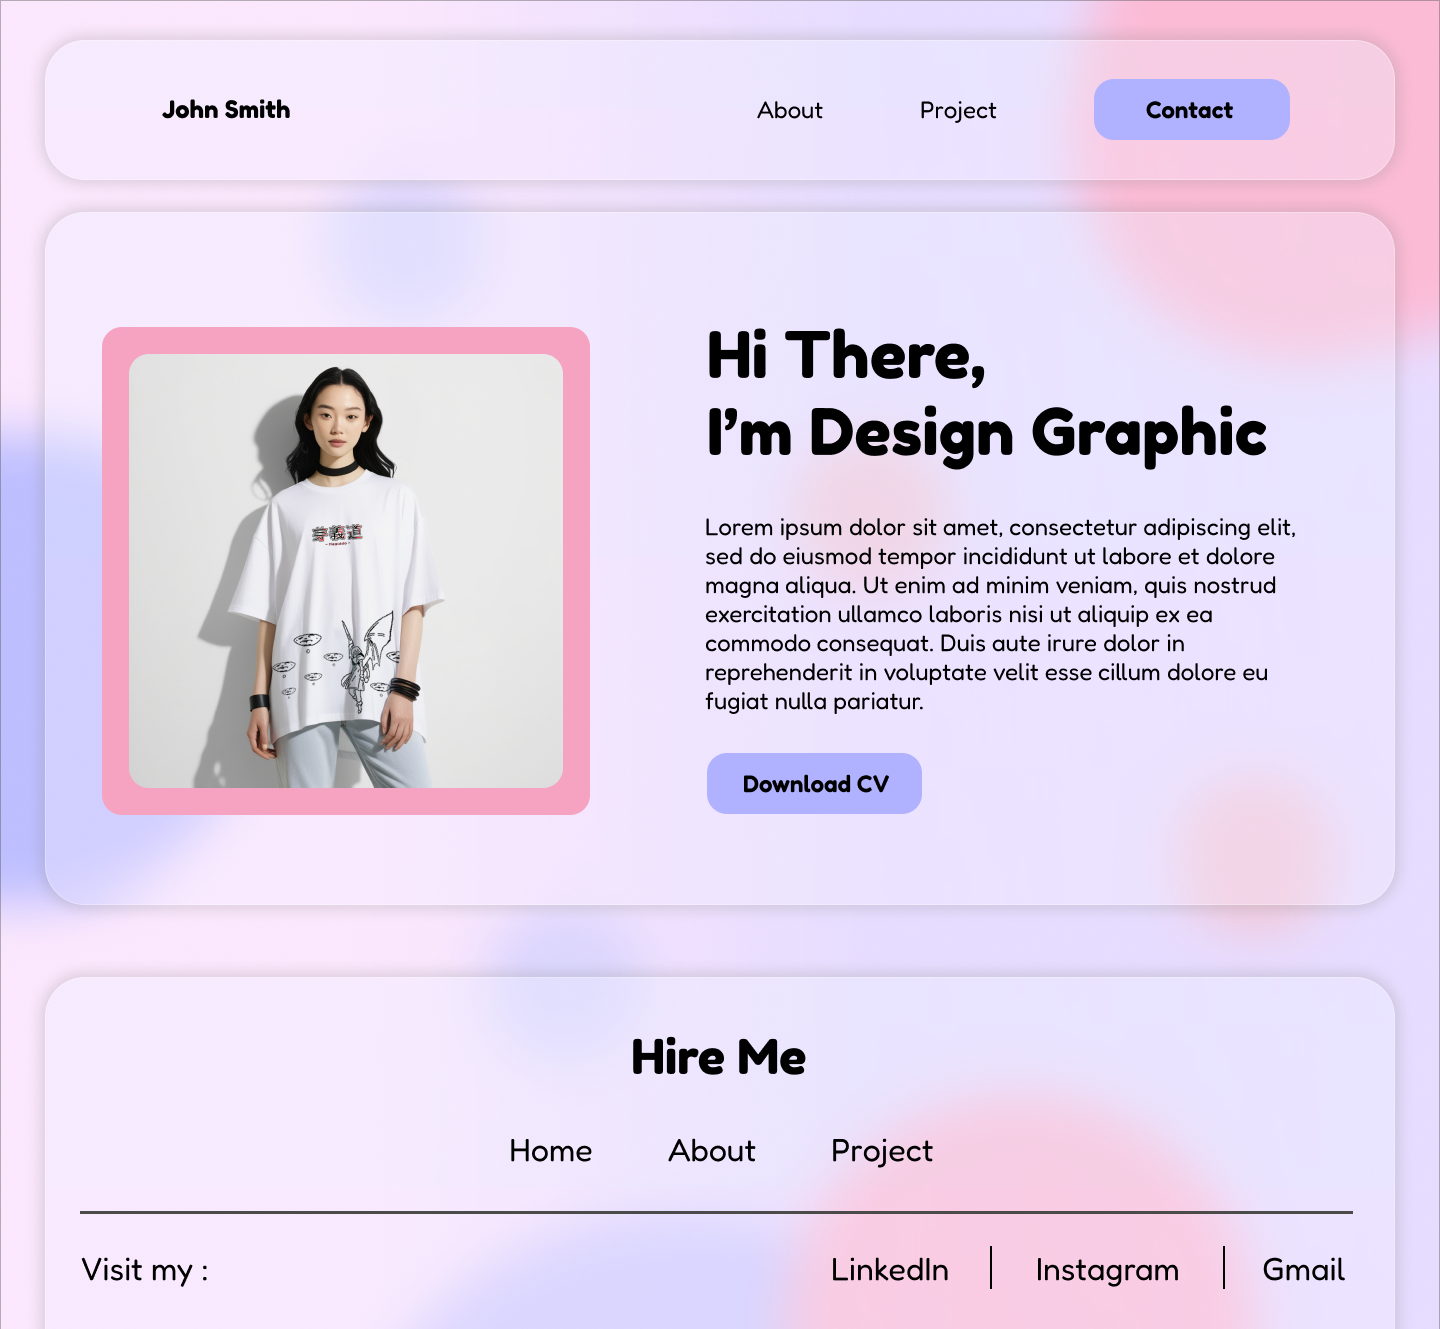 John Smith
About
Project
Contact
Hi There,
I’m Design Graphic
Lorem ipsum dolor sit amet, consectetur adipiscing elit,
sed do eiusmod tempor incididunt ut labore et dolore
magna aliqua. Ut enim ad minim veniam, quis nostrud
exercitation ullamco laboris nisi ut aliquip ex ea
commodo consequat. Duis aute irure dolor in
reprehenderit in voluptate velit esse cillum dolore eu
fugiat nulla pariatur.
Download CV
Hire Me
Home
About
Project
Visit my :
LinkedIn
Instagram
Gmail